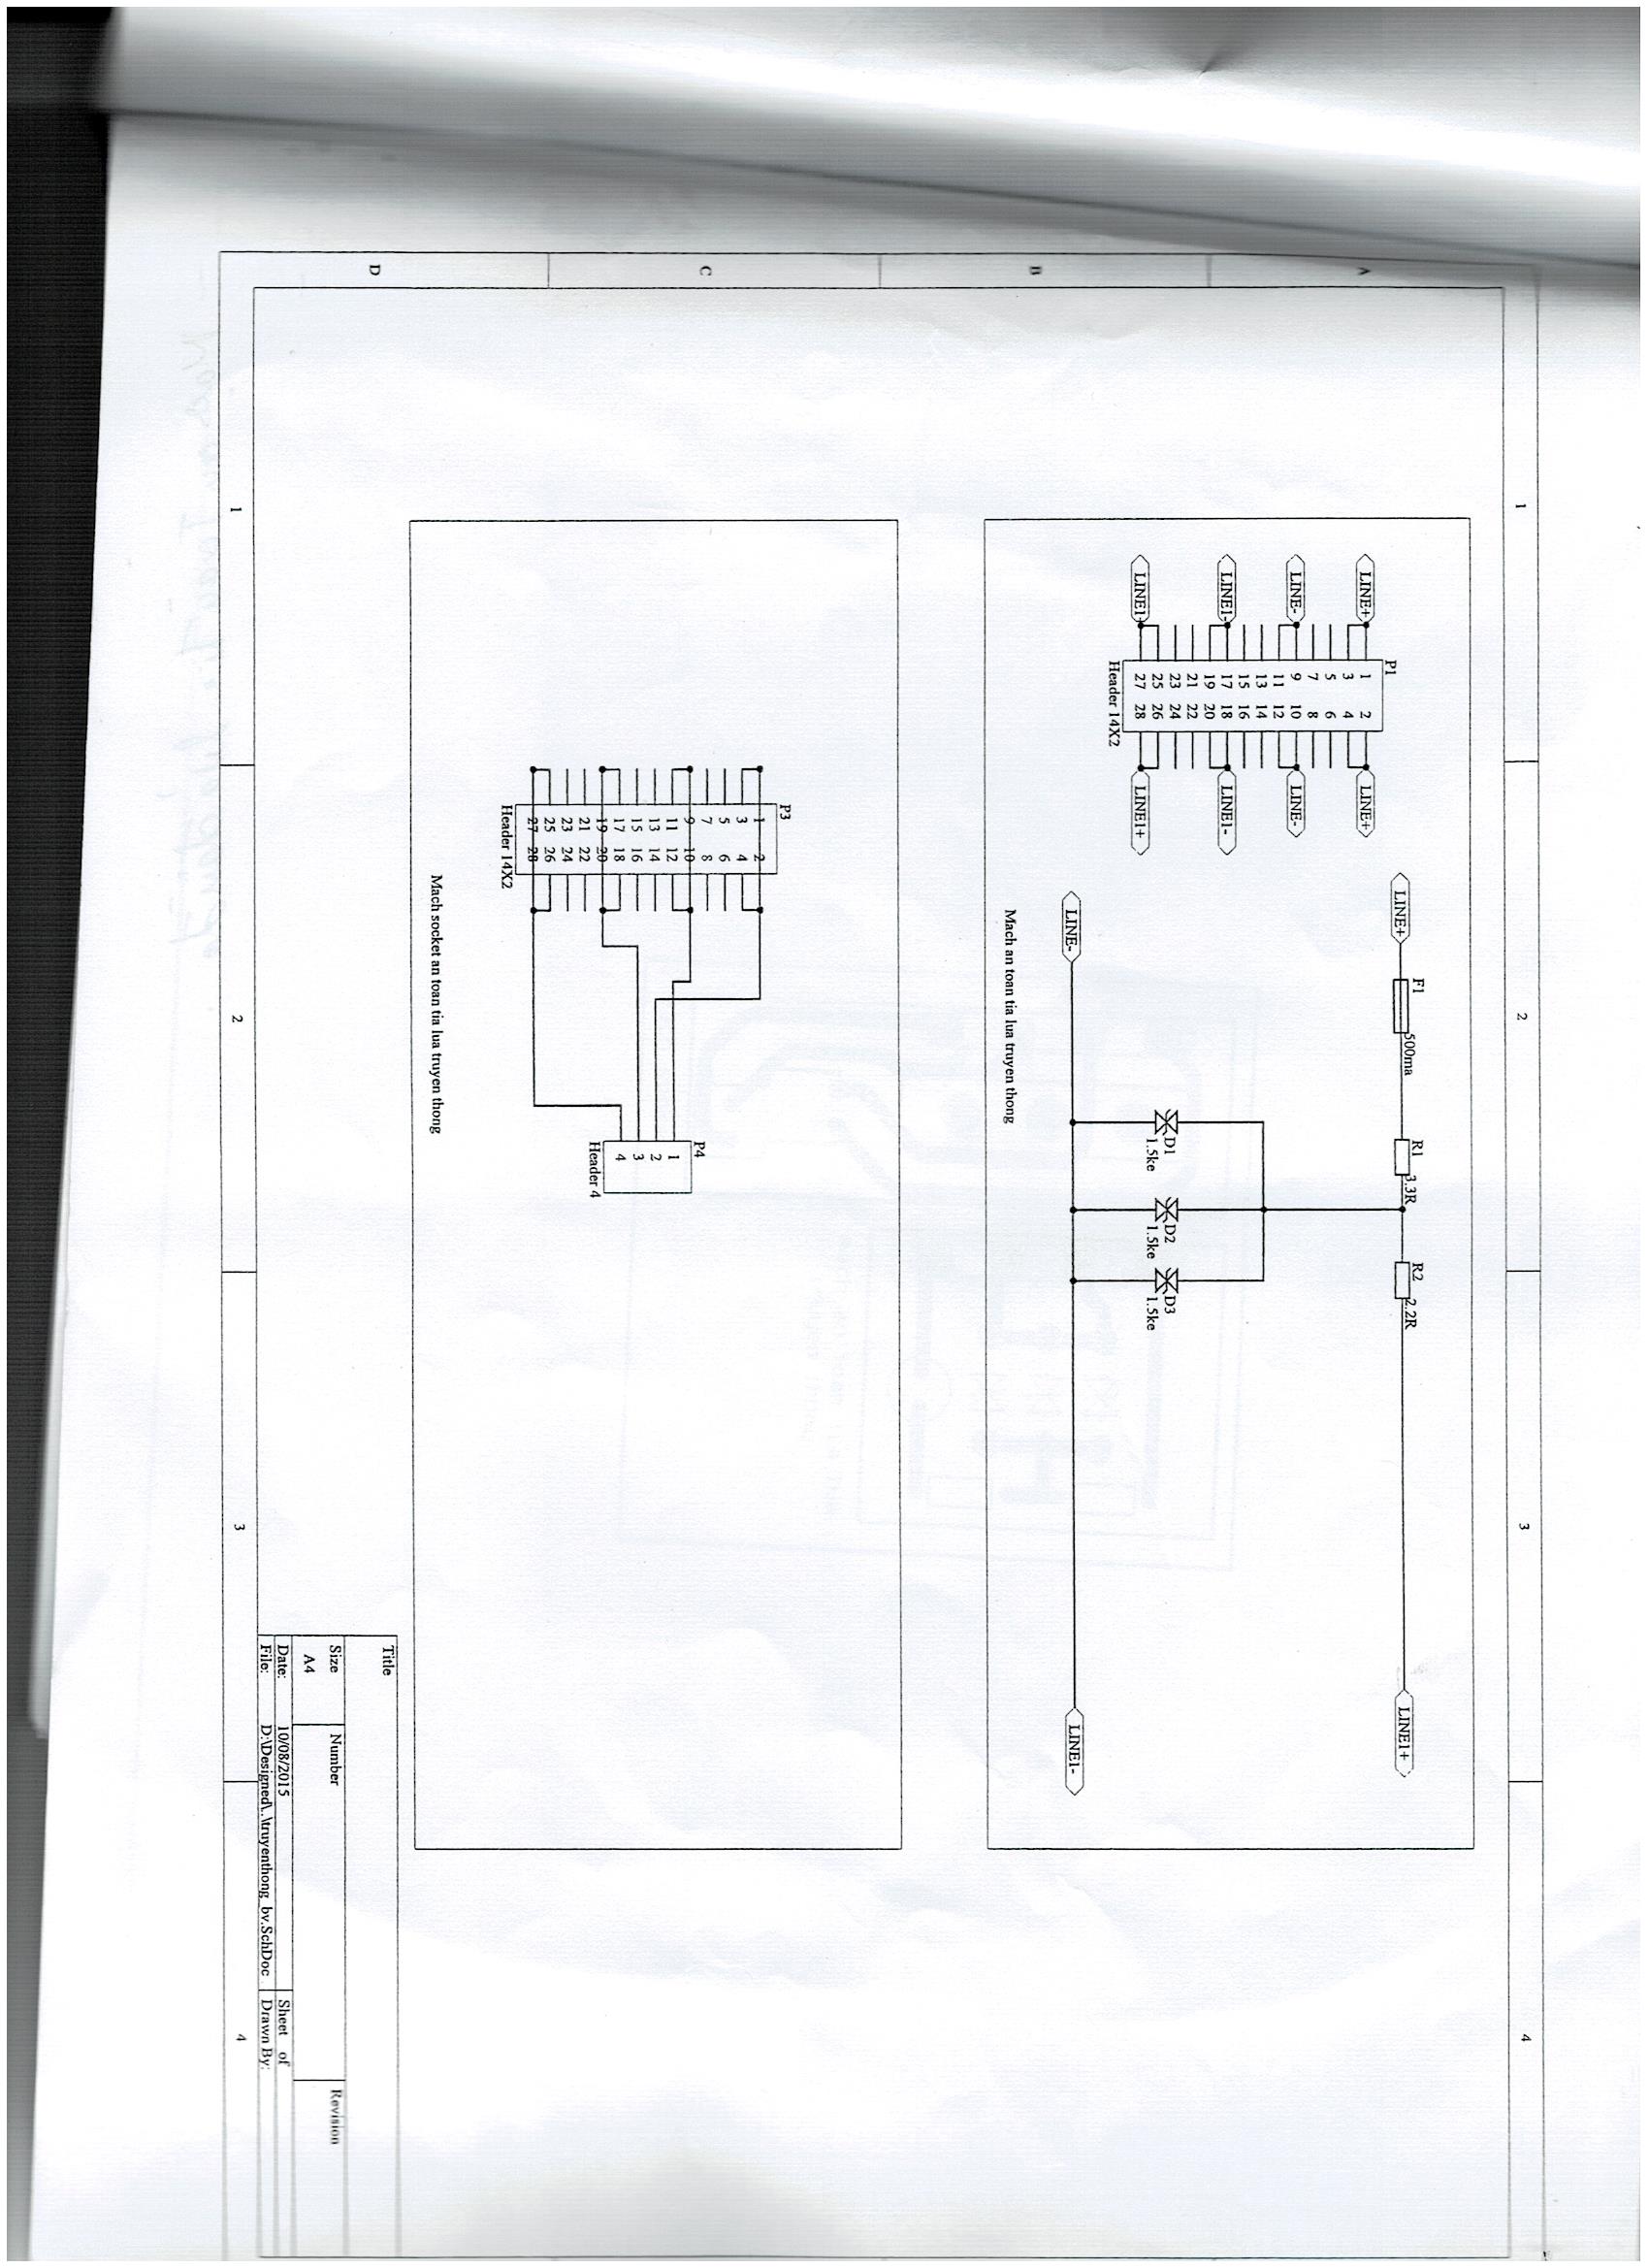 1 2 3 4
A
B
C
D
P1
LINE+ 1 2 LINE+
3 4
5 6
7 8
LINE- 9 10 LINE-
11 12
13 14
15 16
LINE1- 17 18 LINE1-
19 20
21 22
23 24
25 26
LINE1+ 27 28 LINE1+
Header 14X2
LINE+
F1
500ma
R1
3.3R
R2
2.2R
LINE1+
D1
1.5ke
D2
1.5ke
D3
1.5ke
LINE-
LINE1-
Mach an toan tia lua truyen thong
P3
1 2
3 4
5 6
7 8
9 10
11 12
13 14
15 16
17 18
19 20
21 22
23 24
25 26
27 28
Header 14X2
P4
1
2
3
4
Header 4
Mach socket an toan tia lua truyen thong
Title
Size Number Revision
A4
Date: 10/08/2015 Sheet of
File: D:\Designed\..\truyenthong_bv.SchDoc Drawn By:
1 2 3 4